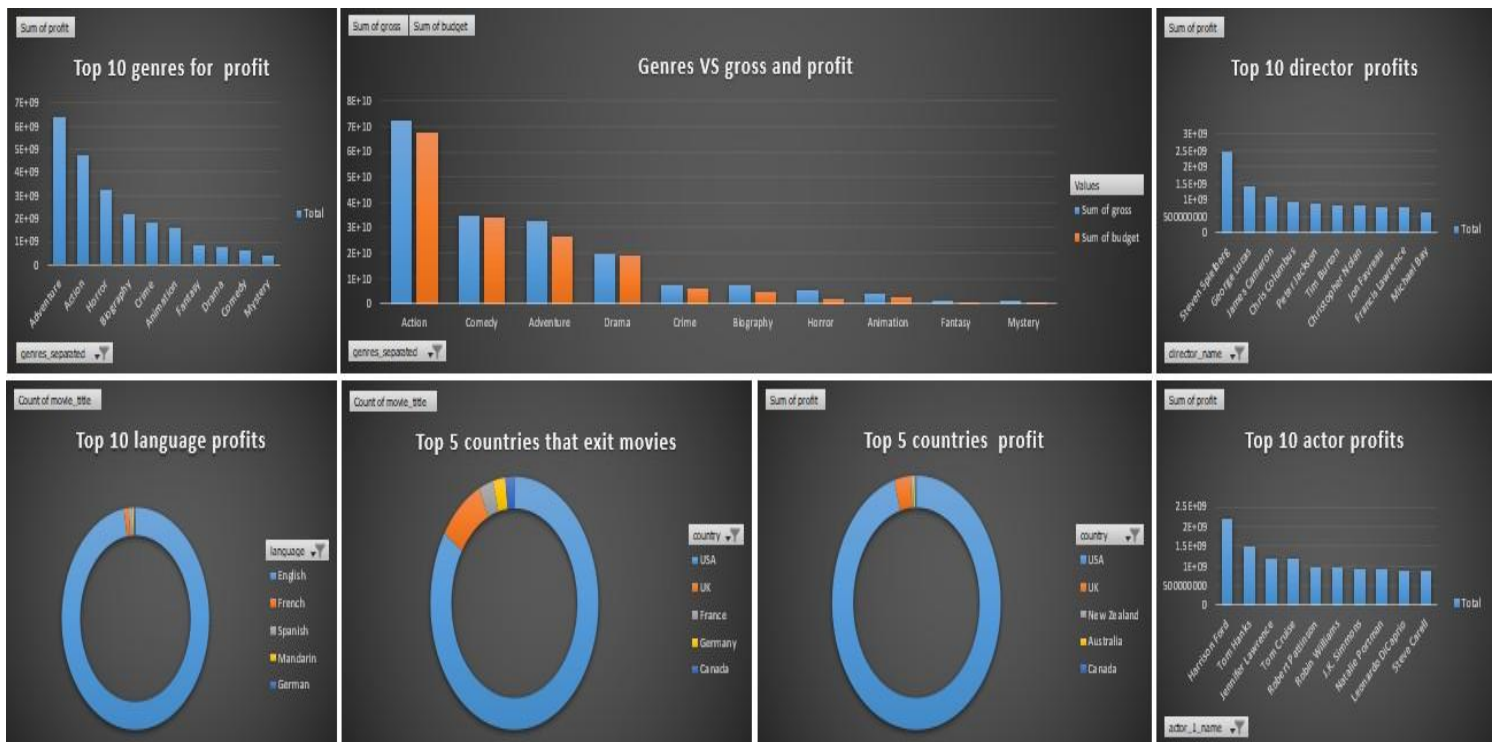 Sum of profit
Top 10 genres for profit
7E+09
6E+09
5E+09
4E+09
3E+09
2E+09
1E+09
0
Adventure
Action
Horror
Biography
Crime
Animation
Fantasy
Drama
Comedy
Mystery
Total
genres_separated
Sum of gross Sum of budget
Genres VS gross and profit
8E+10
7E+10
6E+10
5E+10
4E+10
3E+10
2E+10
1E+10
0
Action Comedy Adventure Drama Crime Biography Horror Animation Fantasy Mystery
Values
Sum of gross
Sum of budget
genres_separated
Sum of profit
Top 10 director profits
3E+09
2.5E+09
2E+09
1.5E+09
1E+09
500000000
0
Steven Spielberg
George Lucas
James Cameron
Chris Columbus
Peter Jackson
Tim Burton
Christopher Nolan
Jon Favreau
Francis Lawrence
Michael Bay
Total
director_name
Count of movie_title
Top 10 language profits
language
English
French
Spanish
Mandarin
German
Count of movie_title
Top 5 countries that exit movies
country
USA
UK
France
Germany
Canada
Sum of profit
Top 5 countries profit
country
USA
UK
New Zealand
Australia
Canada
Sum of profit
Top 10 actor profits
2.5E+09
2E+09
1.5E+09
1E+09
500000000
0
Harrison Ford
Tom Hanks
Jennifer Lawrence
Tom Cruise
Robert Pattinson
Robin Williams
J.K. Simmons
Natalie Portman
Leonardo DiCaprio
Steve Carell
Total
actor_1_name